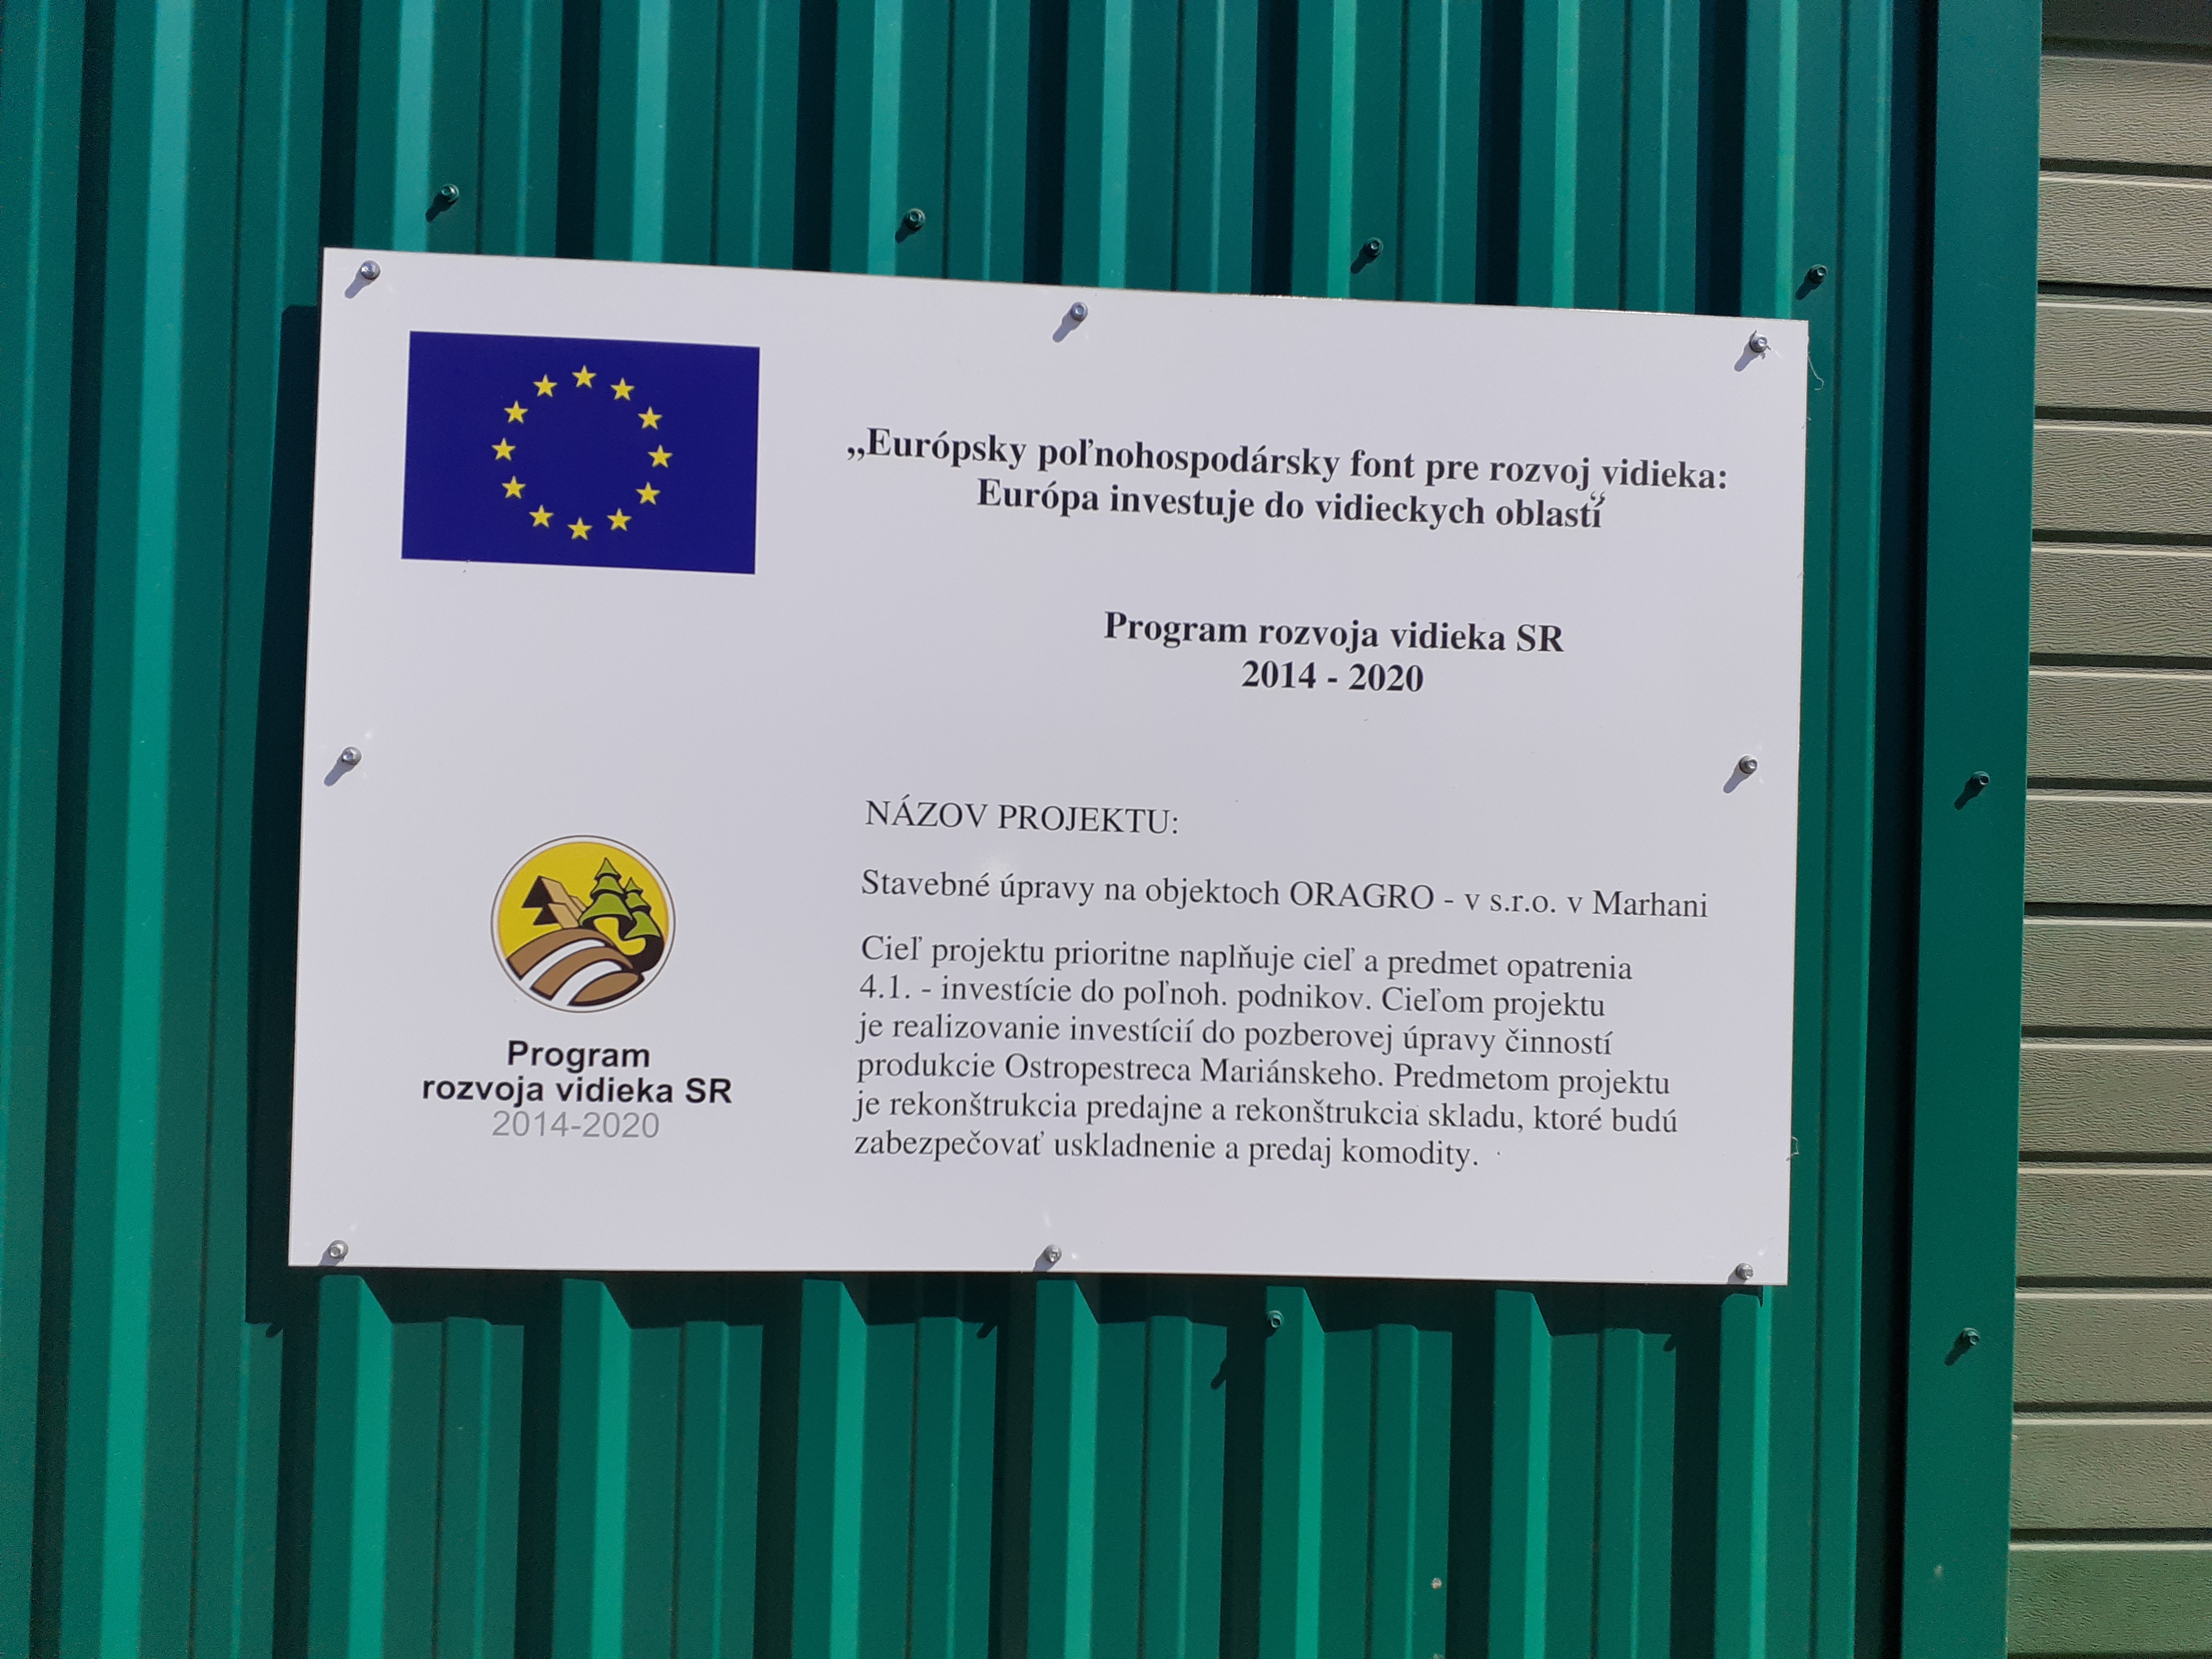 „Európsky poľnohospodársky font pre rozvoj vidieka:
Európa investuje do vidieckych oblastí“
Program rozvoja vidieka SR
2014 - 2020
NÁZOV PROJEKTU:
Stavebné úpravy na objektoch ORAGRO - v s.r.o. v Marhani
Cieľ projektu prioritne naplňuje cieľ a predmet opatrenia
4.1. - investície do poľnoh. podnikov. Cieľom projektu
je realizovanie investícií do pozberovej úpravy činností
produkcie Ostropestreca Mariánskeho. Predmetom projektu
je rekonštrukcia predajne a rekonštrukcia skladu, ktoré budú
zabezpečovať uskladnenie a predaj komodity.
Program
rozvoja vidieka SR
2014-2020